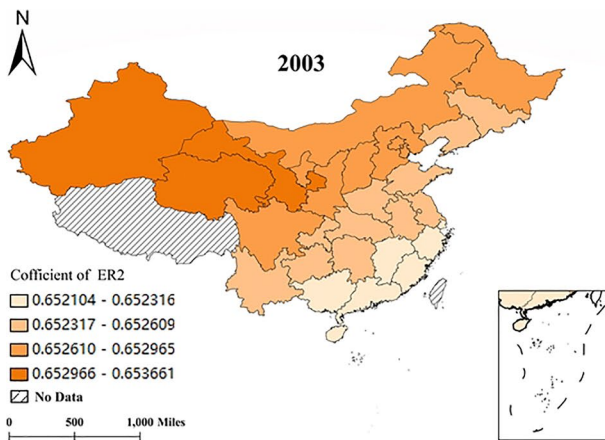 N
2003
Cofficient of ER2
0.652104 - 0.652316
0.652317 - 0.652609
0.652610 - 0.652965
0.652966 - 0.653661
No Data
0 500 1,000 Miles